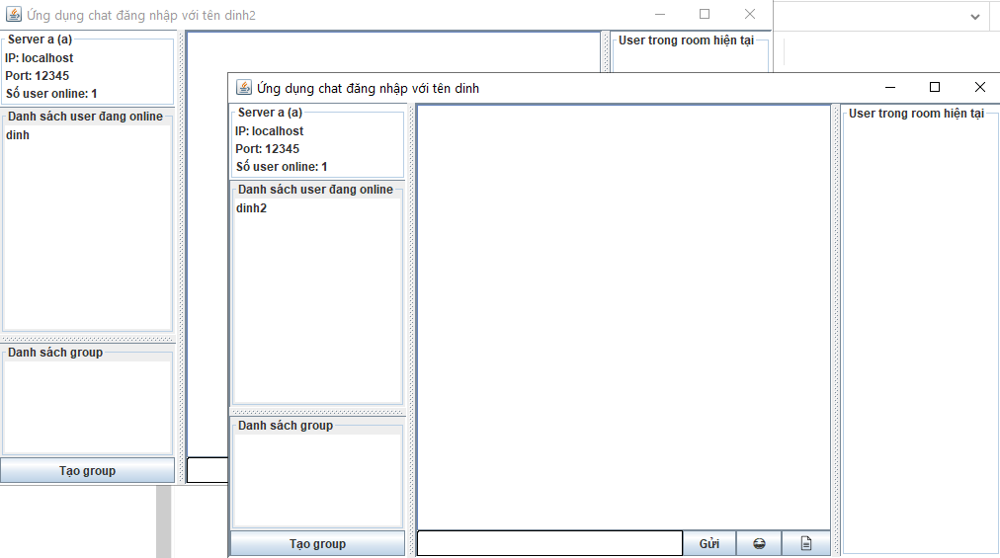 Ứng dụng chat đăng nhập với tên dinh2
Server a (a)
IP: localhost
Port: 12345
Số user online: 1
Danh sách user đang online
dinh
Danh sách group
Tạo group
User trong room hiện tại
Ứng dụng chat đăng nhập với tên dinh
Server a (a)
IP: localhost
Port: 12345
Số user online: 1
Danh sách user đang online
dinh2
Danh sách group
Tạo group
Gửi
User trong room hiện tại